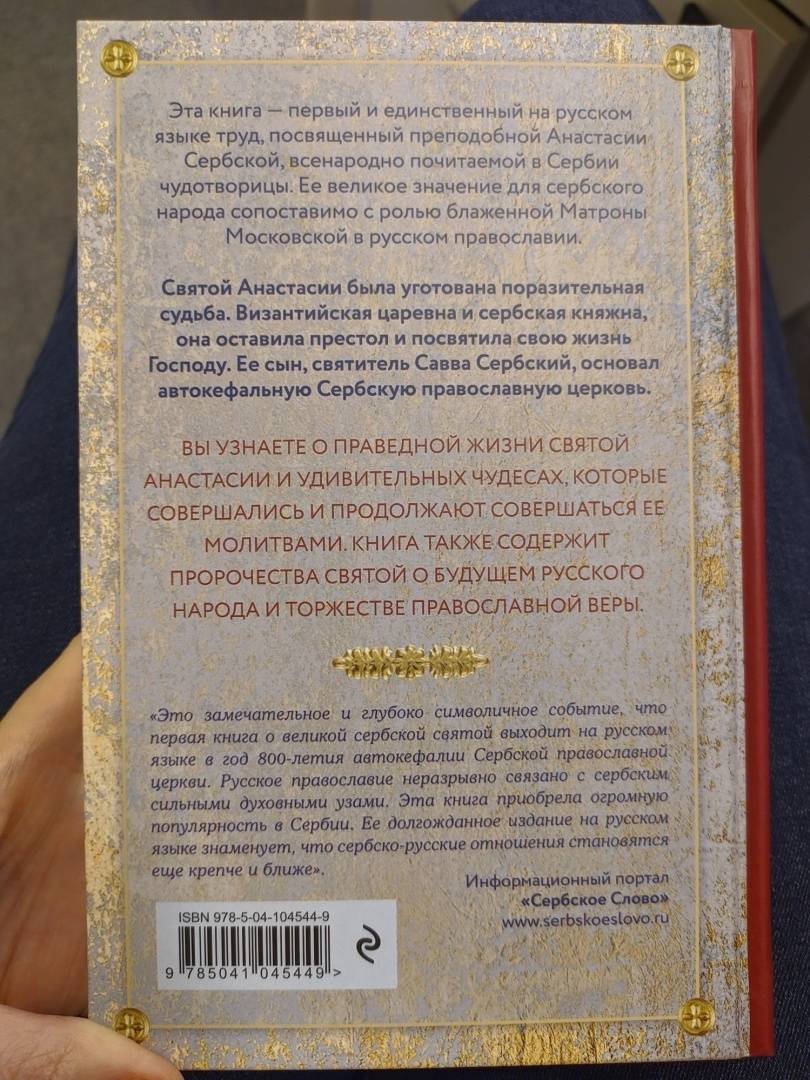 Эта книга — первый и единственный на русском
языке труд, посвященный преподобной Анастасии
Сербской, всенародно почитаемой в Сербии
чудотворицы. Ее великое значение для сербского
народа сопоставимо с ролью блаженной Матроны
Московской в русском православии.
Святой Анастасии была уготована поразительная
судьба. Византийская царевна и сербская княжна,
она оставила престол и посвятила свою жизнь
Господу. Ее сын, святитель Савва Сербский, основал
автокефальную Сербскую православную церковь.
ВЫ УЗНАЕТЕ О ПРАВЕДНОЙ ЖИЗНИ СВЯТОЙ
АНАСТАСИИ И УДИВИТЕЛЬНЫХ ЧУДЕСАХ, КОТОРЫЕ
СОВЕРШАЛИСЬ И ПРОДОЛЖАЮТ СОВЕРШАТЬСЯ ЕЕ
МОЛИТВАМИ. КНИГА ТАКЖЕ СОДЕРЖИТ
ПРОРОЧЕСТВА СВЯТОЙ О БУДУЩЕМ РУССКОГО
НАРОДА И ТОРЖЕСТВЕ ПРАВОСЛАВНОЙ ВЕРЫ.
«Это замечательное и глубоко символичное событие, что
первая книга о великой сербской святой выходит на русском
языке в год 800-летия автокефалии Сербской православной
церкви. Русское православие неразрывно связано с сербским
сильными духовными узами. Эта книга приобрела огромную
популярность в Сербии. Ее долгожданное издание на русском
языке знаменует, что сербско-русские отношения становятся
еще крепче и ближе».
Информационный портал
«Сербское Слово»
www.serbskoeslovo.ru
ISBN 978-5-04-104544-9
9 785041 045449 >